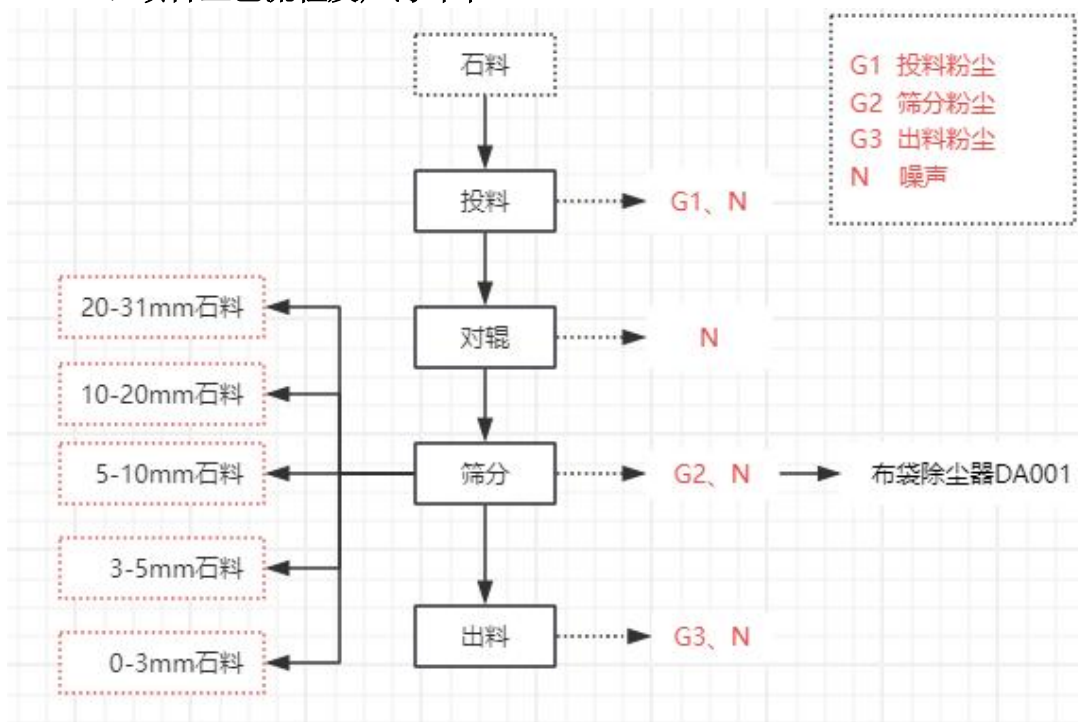 石料
G1 投料粉尘
G2 筛分粉尘
G3 出料粉尘
N 噪声
投料
G1、N
20-31mm石料
对辊
N
10-20mm石料
5-10mm石料
筛分
G2、N
布袋除尘器DA001
3-5mm石料
出料
G3、N
0-3mm石料